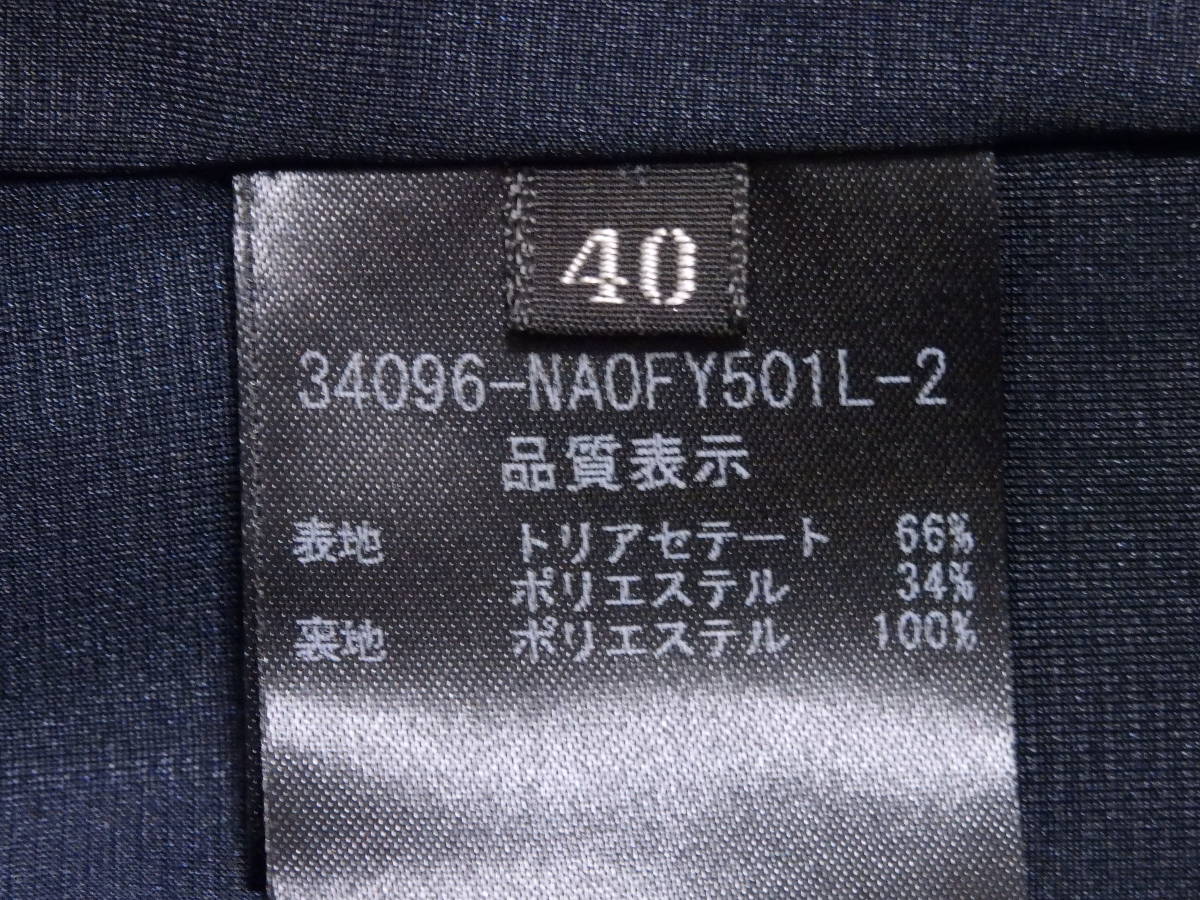 40
34096-NA0FY501L-2
品質表示
表地 トリアセテート 66%
ポリエステル 34%
裏地 ポリエステル 100%